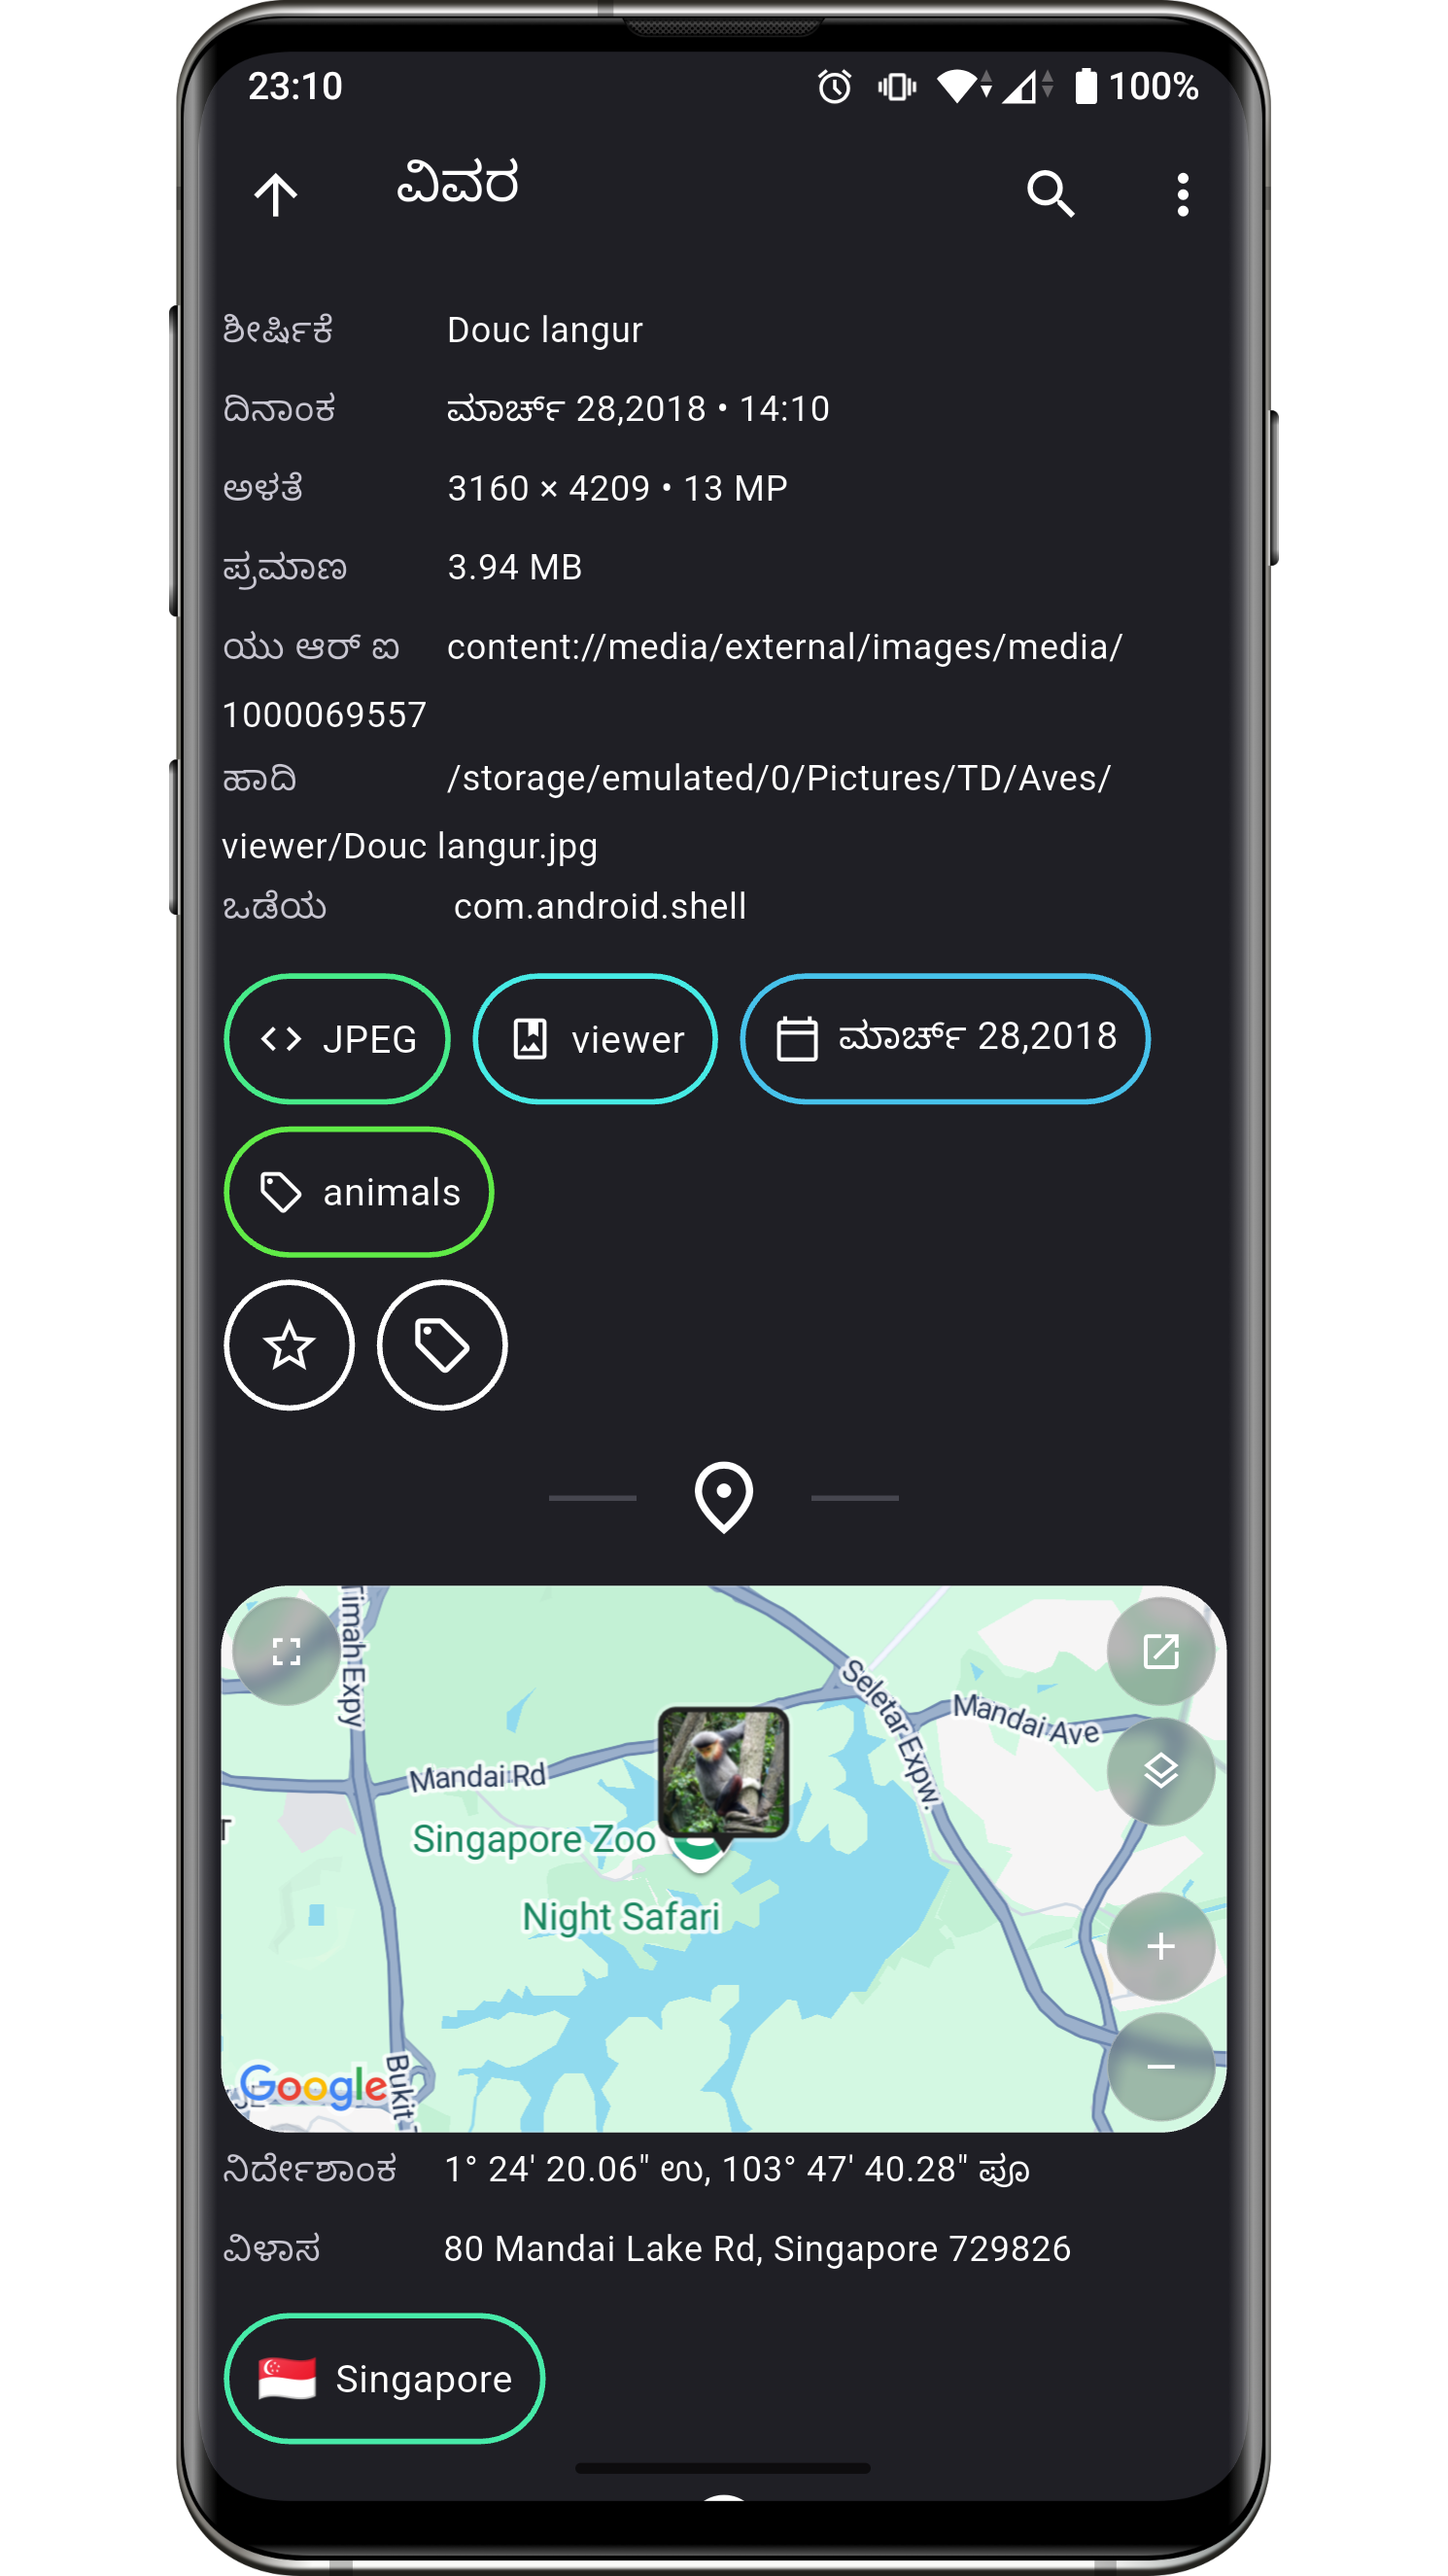 23:10 100%
ವಿವರ
ಶೀರ್ಷಿಕೆ Douc langur
ದಿನಾಂಕ ಮಾರ್ಚ್ 28,2018 • 14:10
ಅಳತೆ 3160 × 4209 • 13 MP
ಪ್ರಮಾಣ 3.94 MB
ಯು ಆರ್ ಐ content://media/external/images/media/
1000069557
ಹಾದಿ /storage/emulated/0/Pictures/TD/Aves/
viewer/Douc langur.jpg
ಒಡೆಯ com.android.shell
JPEG viewer ಮಾರ್ಚ್ 28,2018
animals
Timah Expy
Seletar Expw.
Mandai Ave
Mandai Rd
Singapore Zoo
Night Safari
Bukit
Google
ನಿರ್ದೇಶಾಂಕ 1° 24' 20.06" ಉ, 103° 47' 40.28" ಪೂ
ವಿಳಾಸ 80 Mandai Lake Rd, Singapore 729826
Singapore